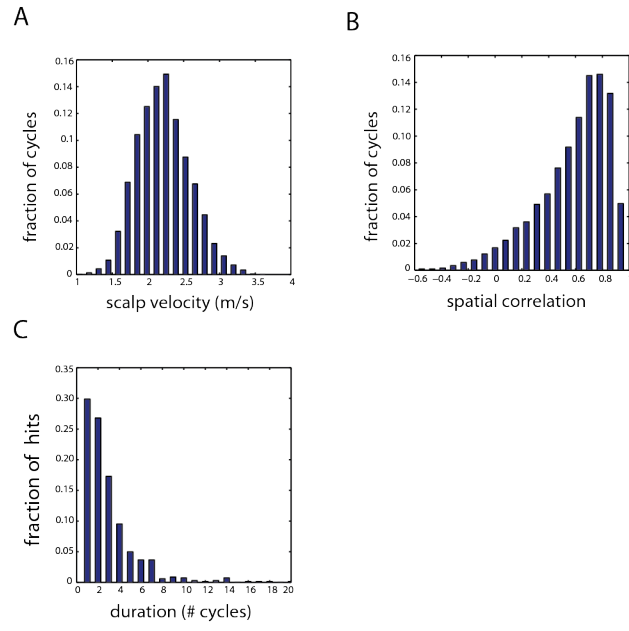 A
0.16
0.14
0.12
0.1
0.08
0.06
0.04
0.02
0
fraction of cycles
1 1.5 2 2.5 3 3.5 4
scalp velocity (m/s)
B
0.16
0.14
0.12
0.10
0.08
0.06
0.04
0.02
0
fraction of cycles
−0.6 −0.4 −0.2 0 0.2 0.4 0.6 0.8
spatial correlation
C
0.35
0.30
0.25
0.20
0.15
0.10
0.05
0
fraction of hits
0 2 4 6 8 10 12 14 16 18 20
duration (# cycles)